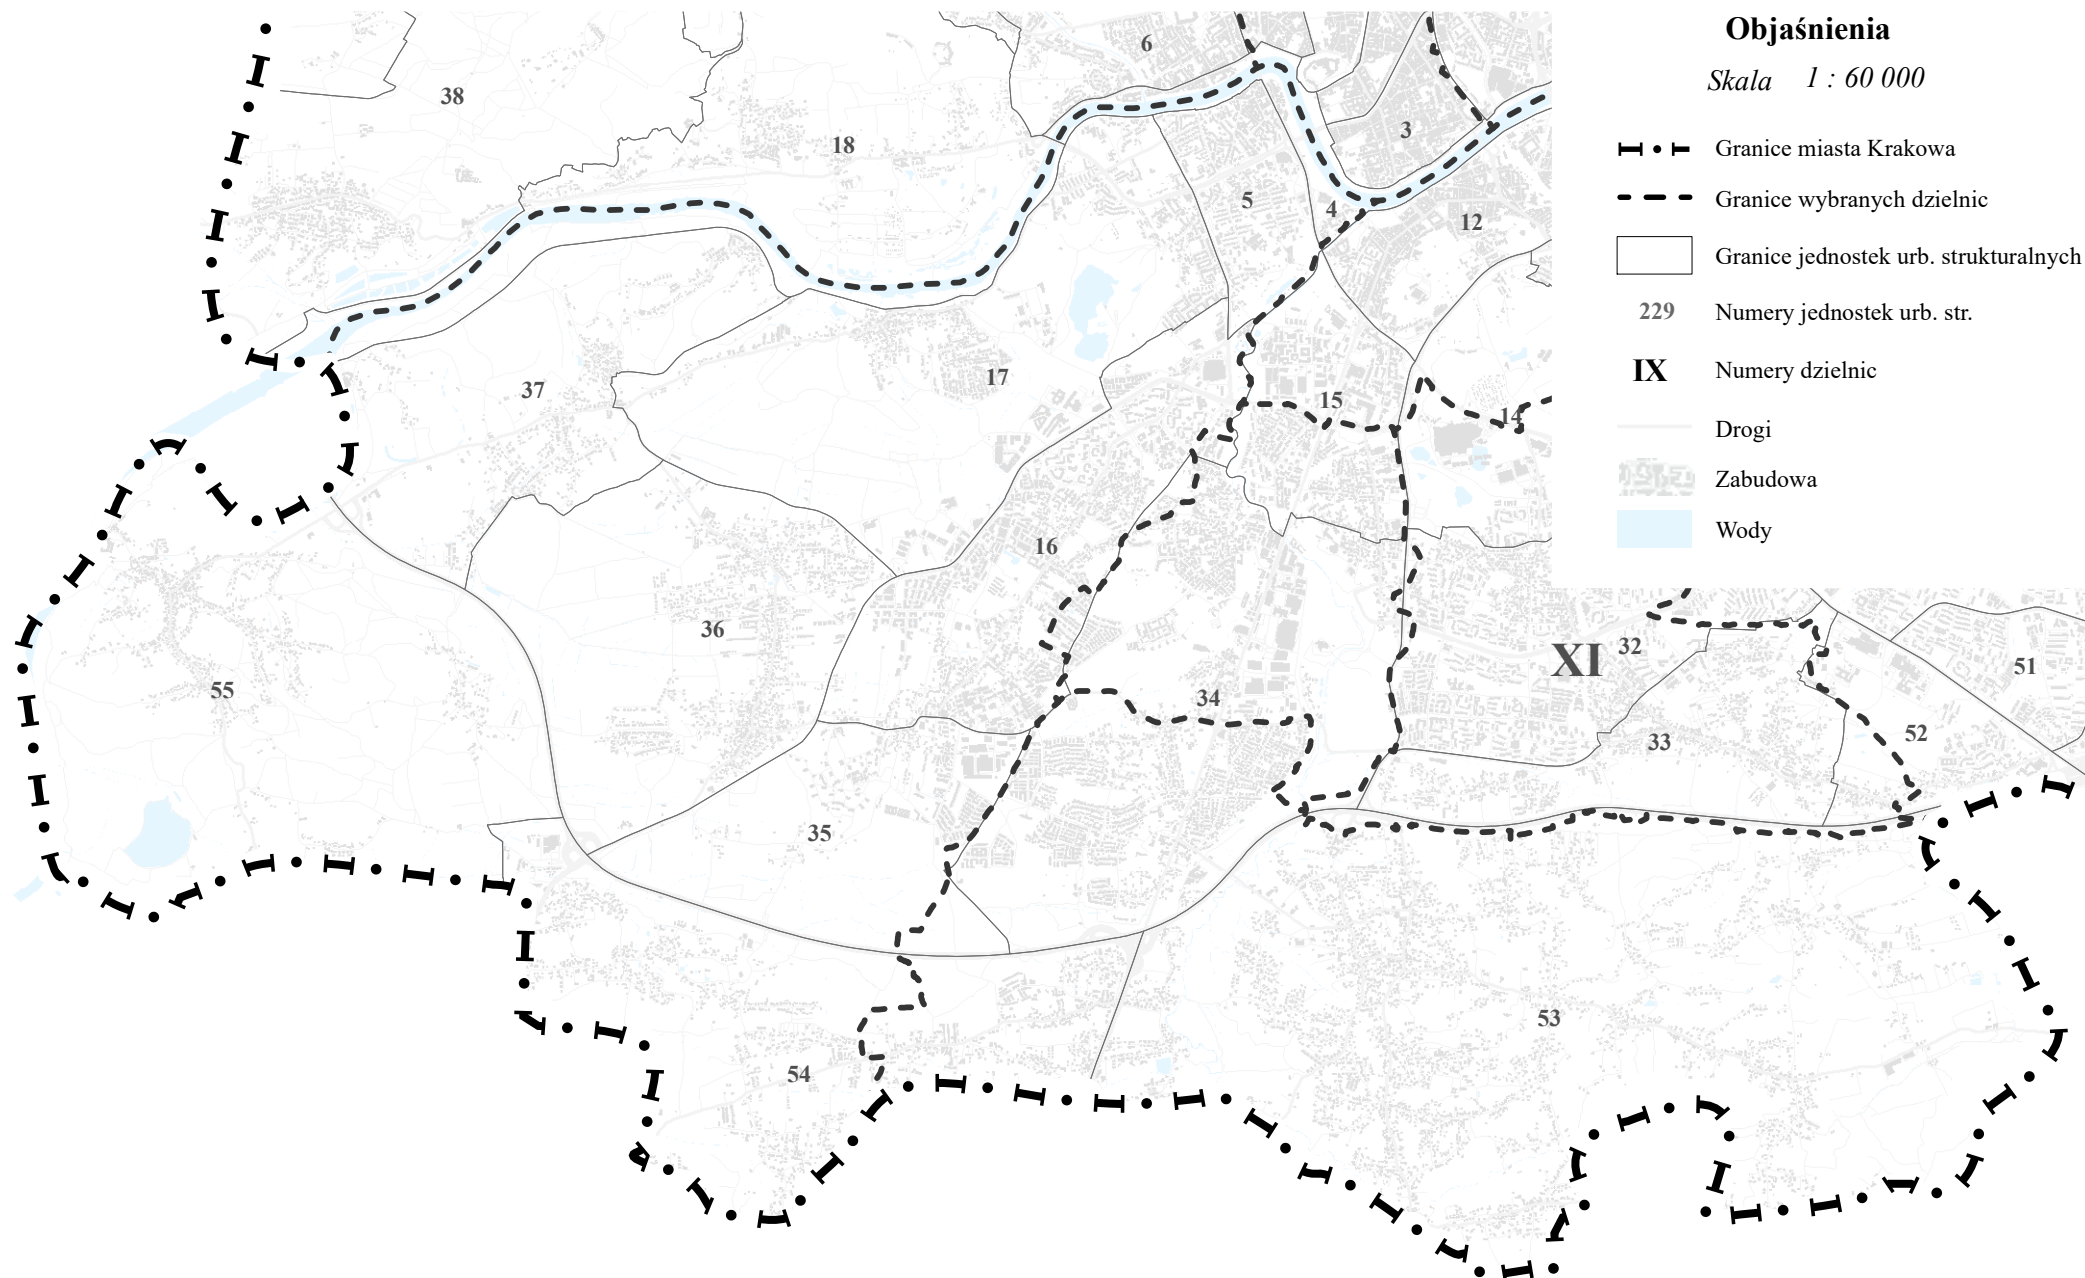 Objaśnienia
Skala 1 : 60 000
Granice miasta Krakowa
Granice wybranych dzielnic
Granice jednostek urb. strukturalnych
229 Numery jednostek urb. str.
IX Numery dzielnic
Drogi
Zabudowa
Wody
6
38
3
18
5
4
12
17
37
15
14
16
36
XI
32
51
55
34
52
33
35
53
54